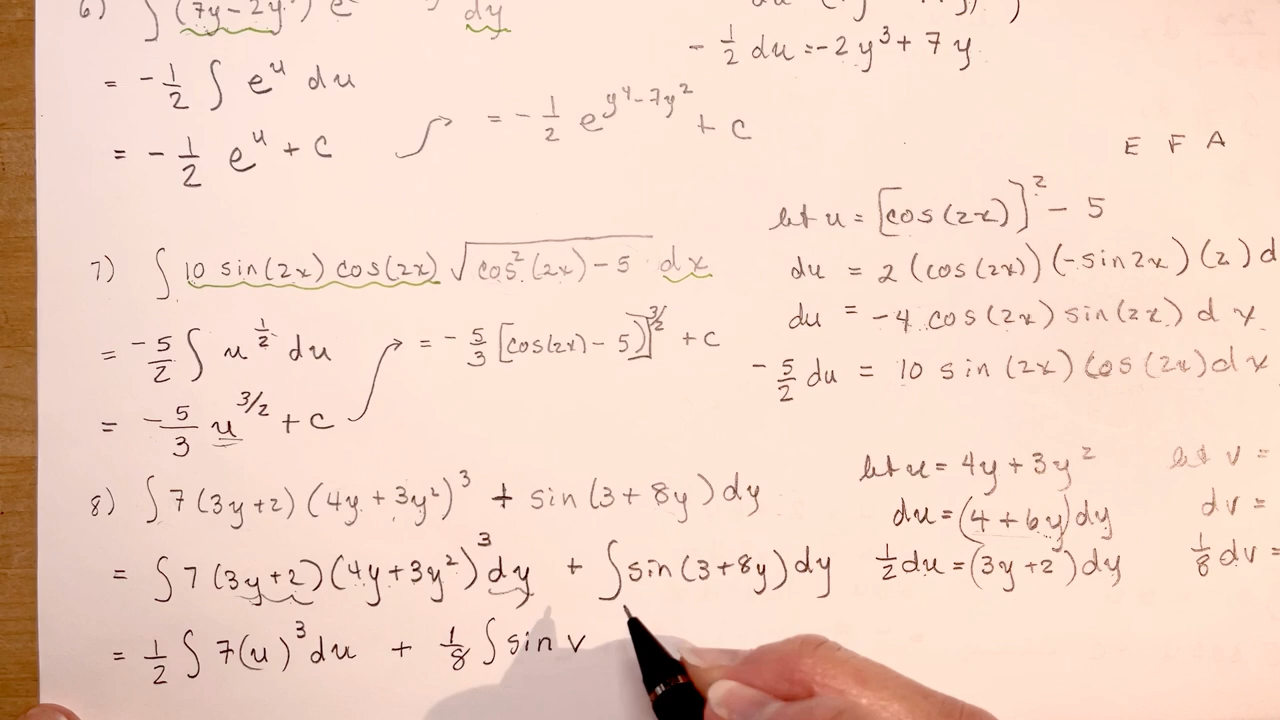 6) ∫ (7y-2y³) e dy
- 1/2 du = -2y³ + 7y
= - 1/2 ∫ e^u du
= - 1/2 e^u + c
= - 1/2 e^(y⁴-7y²) + c
E F A
7) ∫ 10 sin(2x) cos(2x) √(cos²(2x) - 5) dx
let u = [cos(2x)]² - 5
du = 2 (cos(2x)) (-sin2x) (2) d
du = -4 cos(2x) sin(2x) dx
- 5/2 du = 10 sin(2x) cos(2x) dx
= - 5/2 ∫ u^(1/2) du
= - 5/3 u^(3/2) + c
= - 5/3 [cos(2x) - 5)]^(3/2) + c
8) ∫ 7(3y+2)(4y+3y²)³ + sin(3+8y) dy
let u = 4y + 3y²
du = (4+6y)dy
1/2 du = (3y+2)dy
let v =
dv =
1/8 dv =
= ∫ 7(3y+2)(4y+3y²)³ dy + ∫ sin(3+8y) dy
= 1/2 ∫ 7(u)³ du + 1/8 ∫ sin v